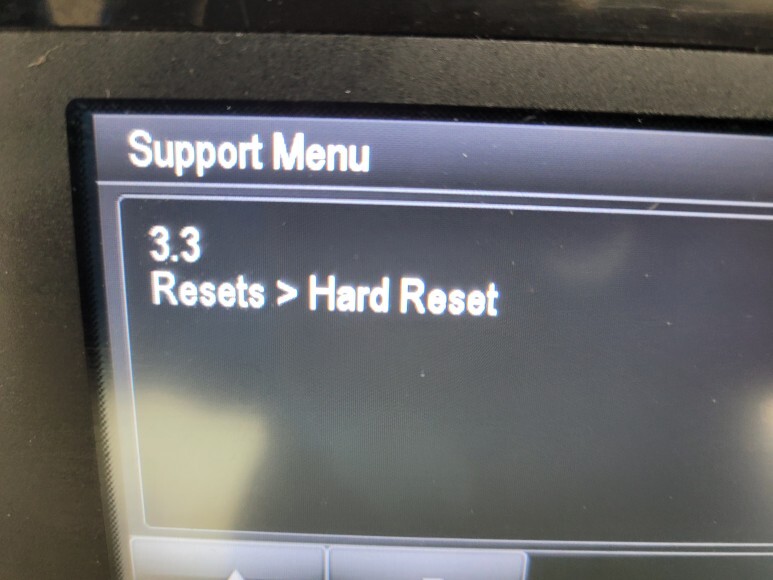 Support Menu
3.3
Resets > Hard Reset